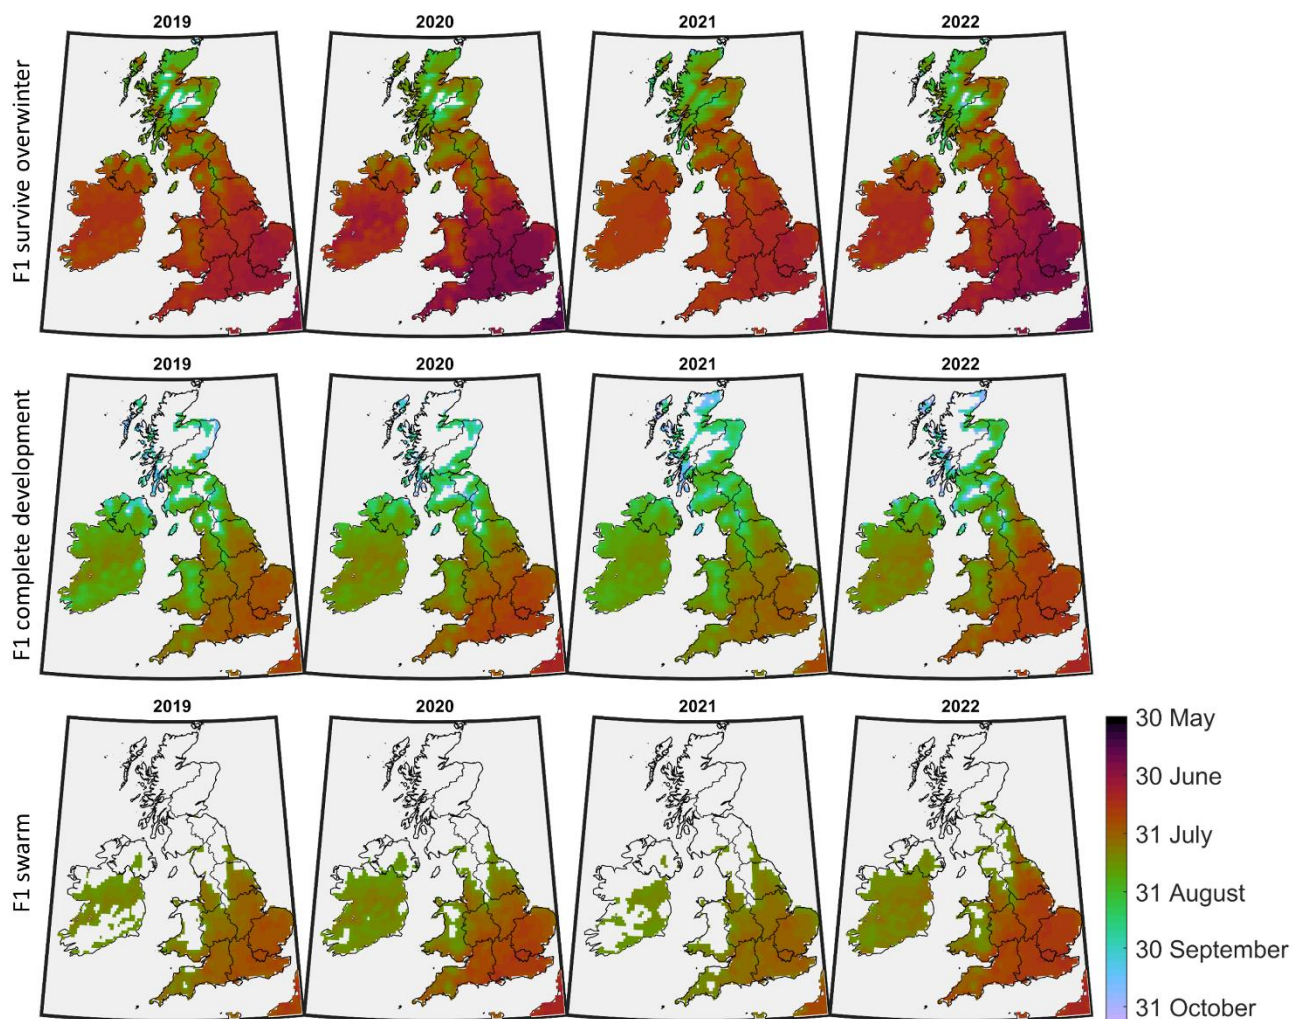 2019 2020 2021 2022
F1 survive overwinter
2019 2020 2021 2022
F1 complete development
2019 2020 2021 2022
F1 swarm
30 May
30 June
31 July
31 August
30 September
31 October